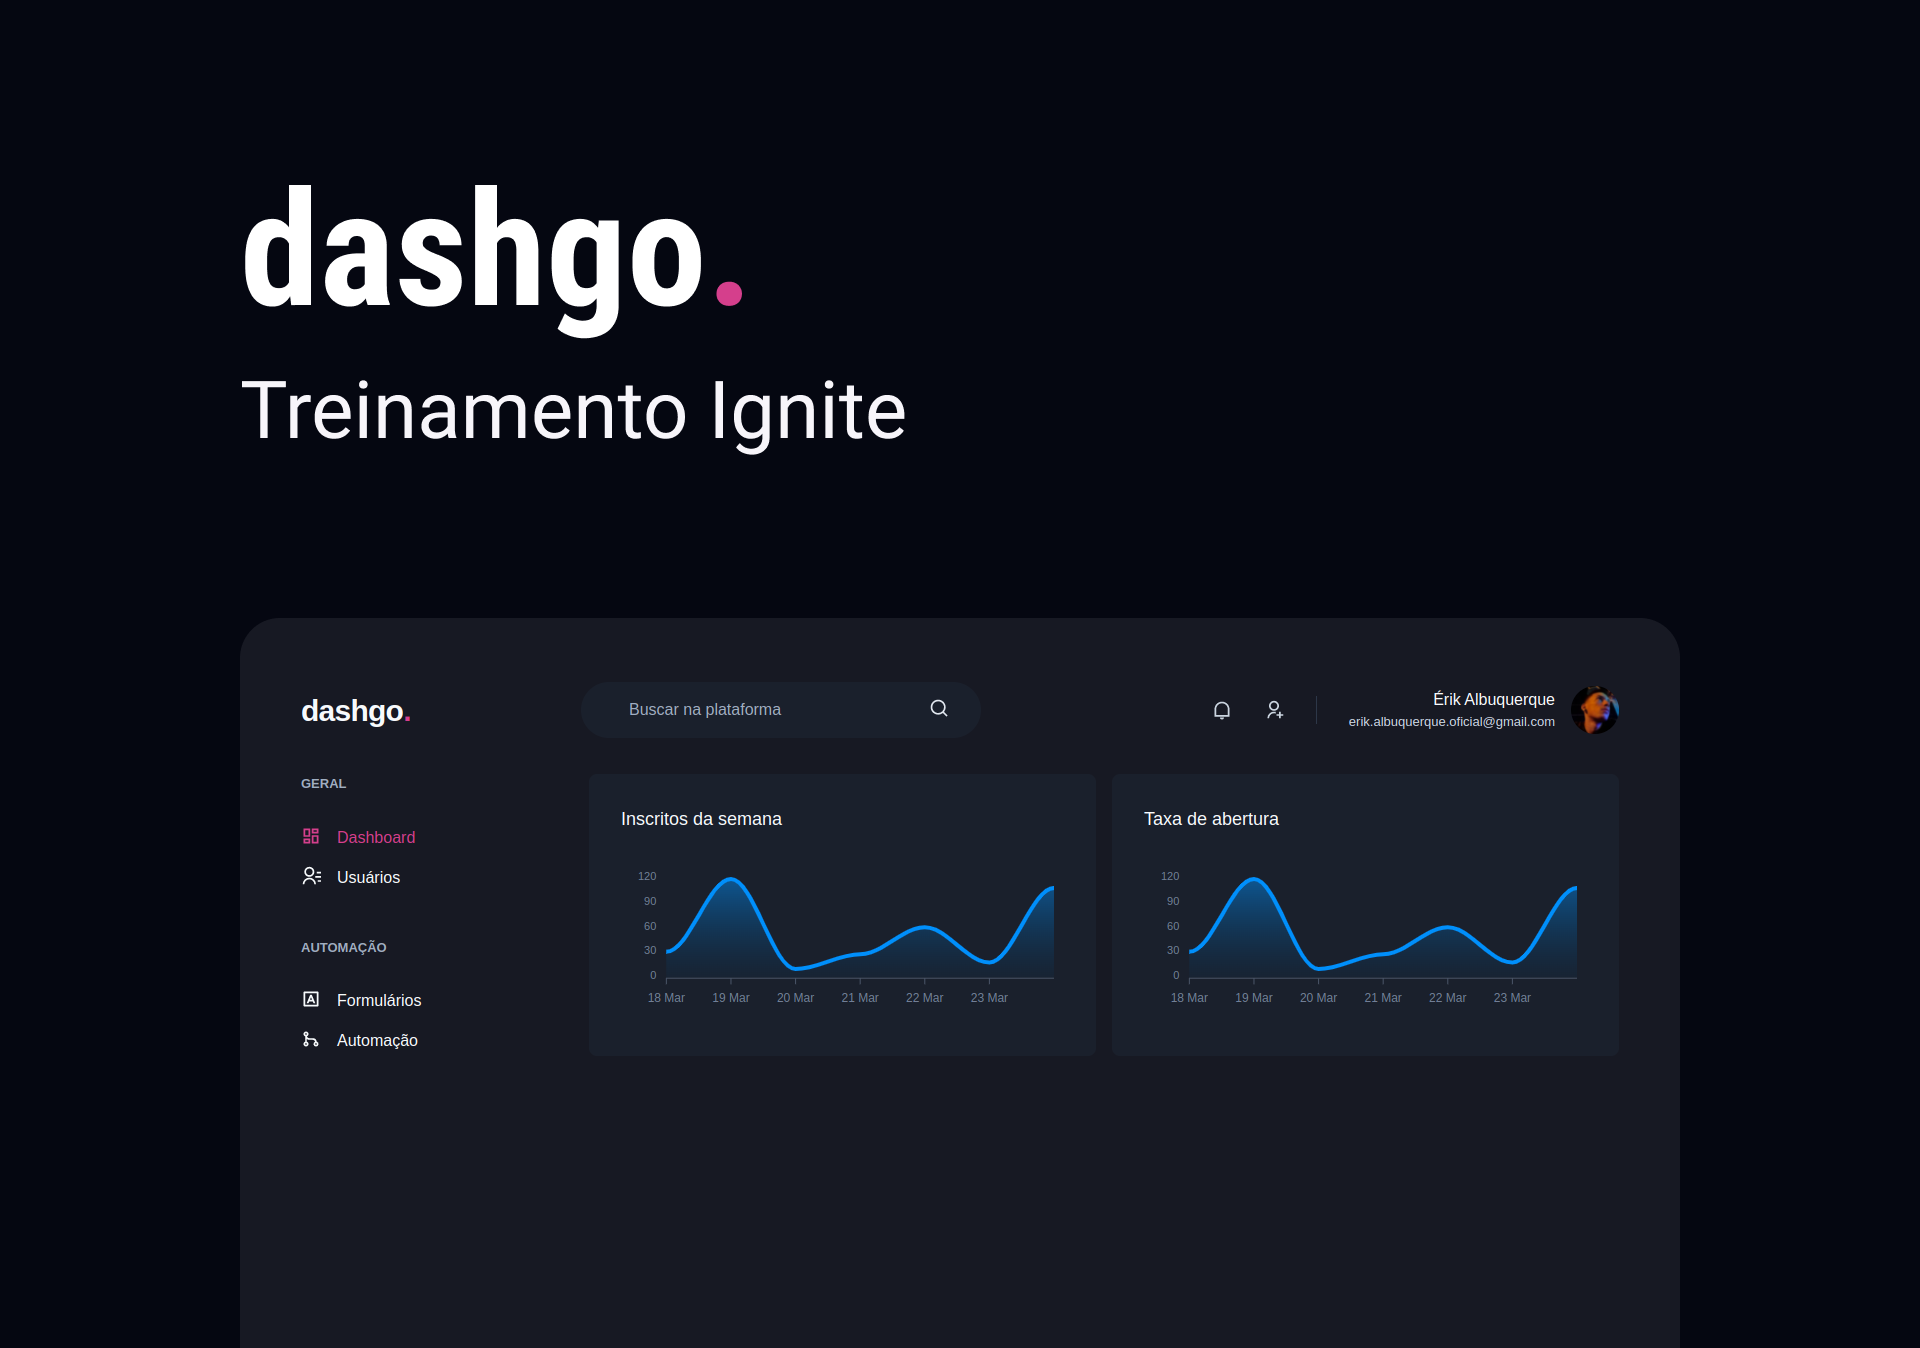 dashgo.
Treinamento Ignite
dashgo.
Buscar na plataforma
Érik Albuquerque
erik.albuquerque.oficial@gmail.com
GERAL
Dashboard
Usuários
AUTOMAÇÃO
Formulários
Automação
Inscritos da semana
120
90
60
30
0
18 Mar 19 Mar 20 Mar 21 Mar 22 Mar 23 Mar
Taxa de abertura
120
90
60
30
0
18 Mar 19 Mar 20 Mar 21 Mar 22 Mar 23 Mar